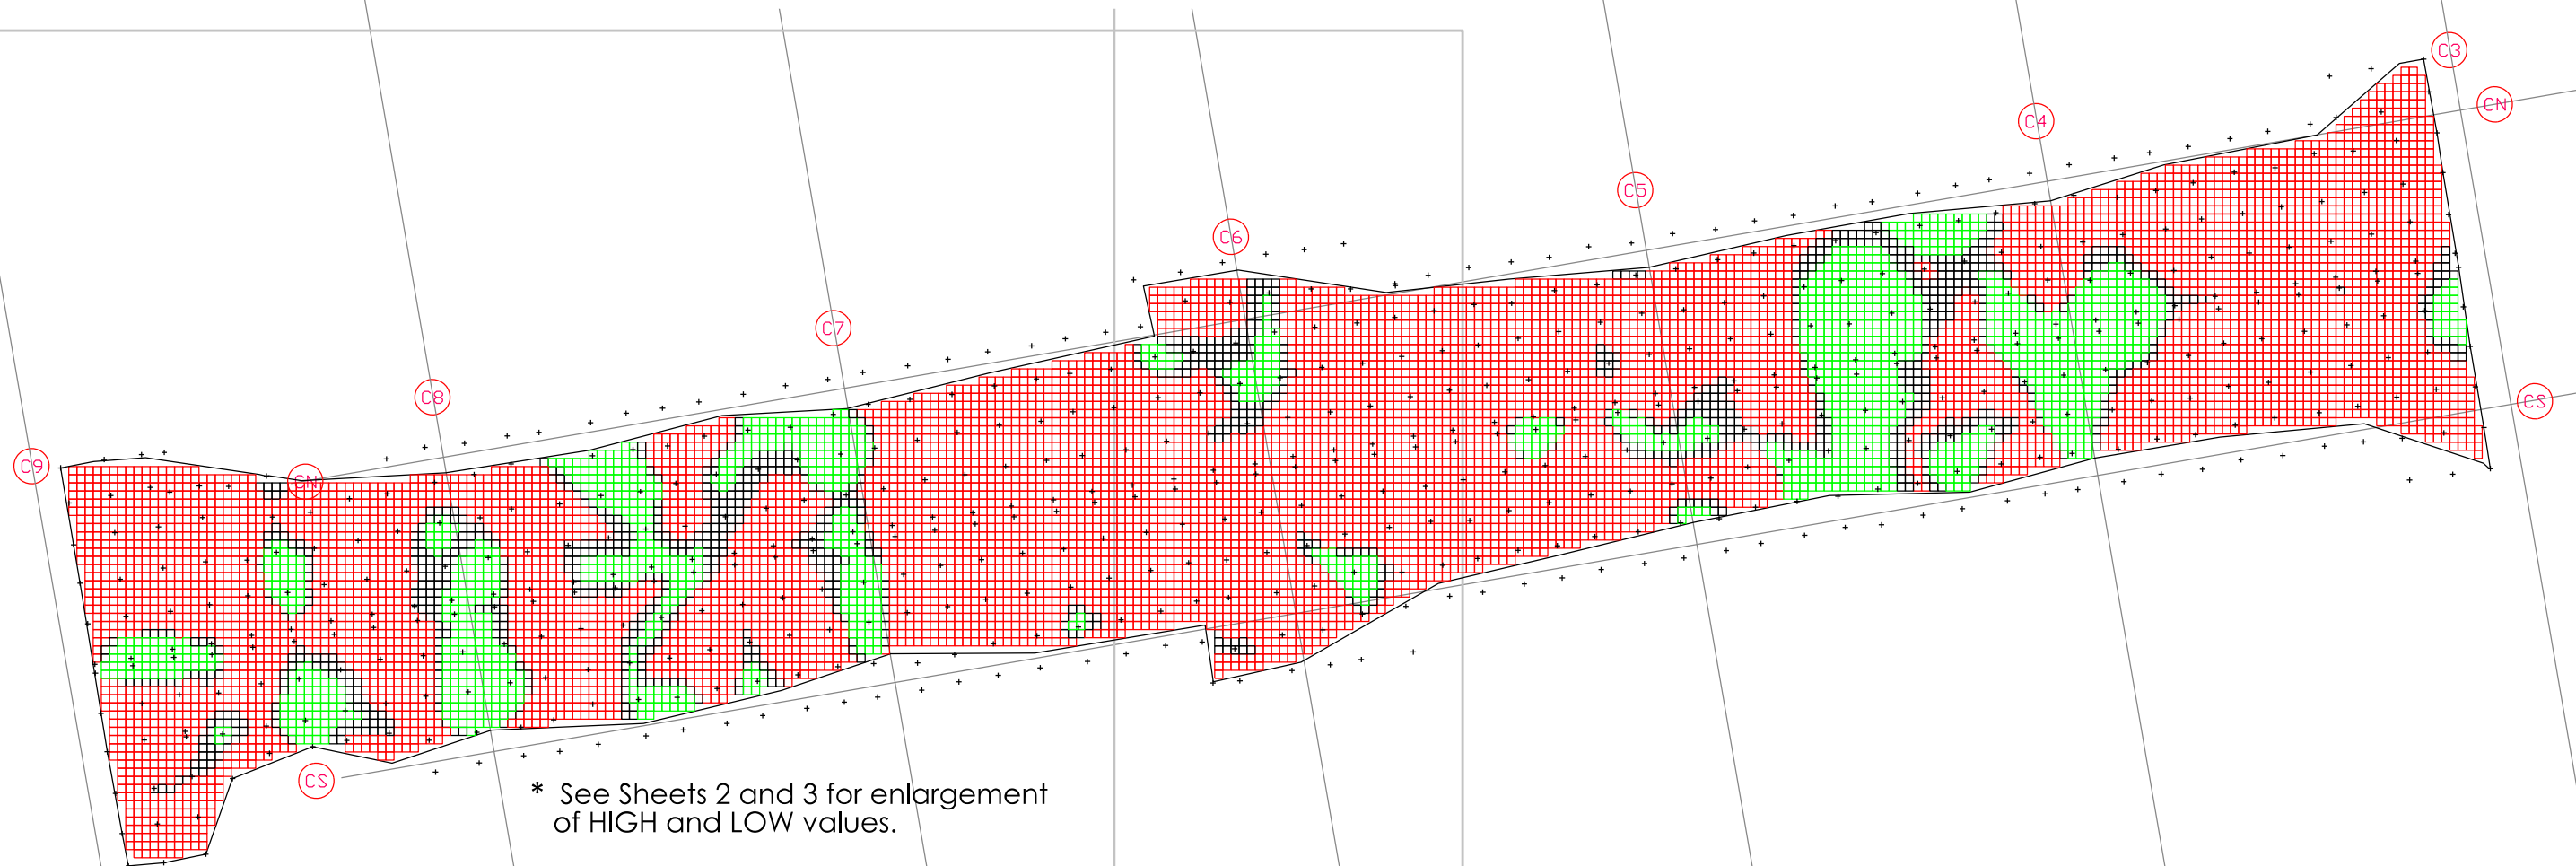 C3
CN
C4
C5
C6
C7
C8
CS
C9
CN
CS
* See Sheets 2 and 3 for enlargement
of HIGH and LOW values.